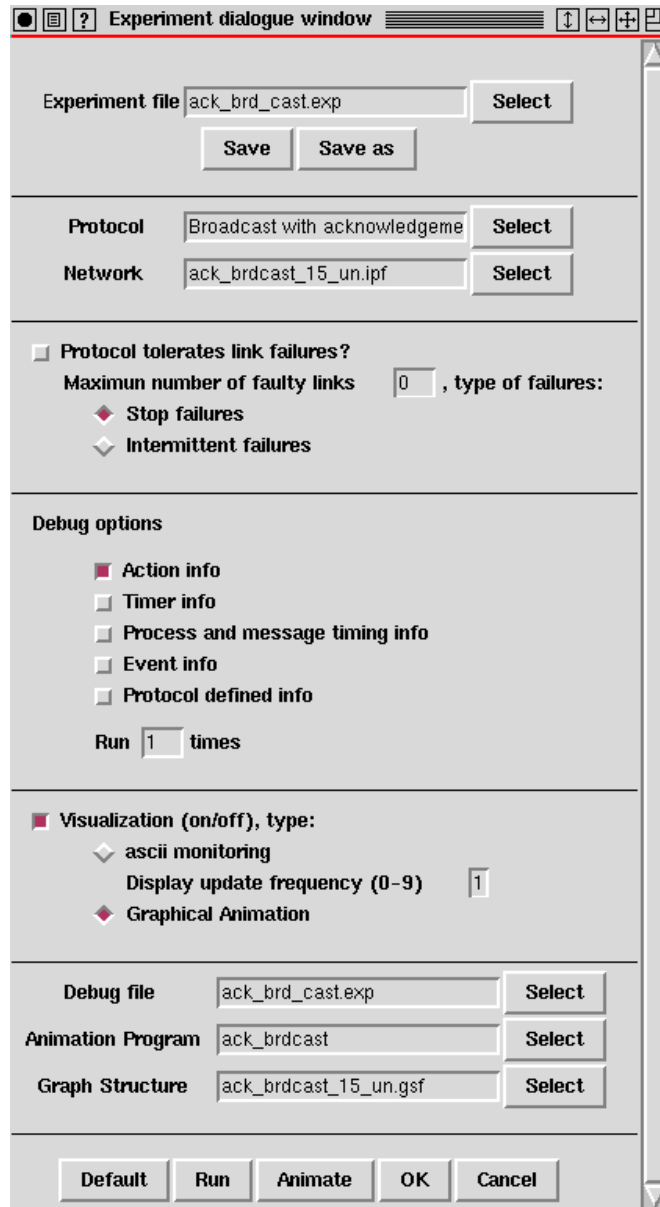 ? Experiment dialogue window
Experiment file ack_brd_cast.exp Select
Save Save as
Protocol Broadcast with acknowledgeme Select
Network ack_brdcast_15_un.ipf Select
Protocol tolerates link failures?
Maximun number of faulty links 0 , type of failures:
Stop failures
Intermittent failures
Debug options
Action info
Timer info
Process and message timing info
Event info
Protocol defined info
Run 1 times
Visualization (on/off), type:
ascii monitoring
Display update frequency (0-9) 1
Graphical Animation
Debug file ack_brd_cast.exp Select
Animation Program ack_brdcast Select
Graph Structure ack_brdcast_15_un.gsf Select
Default Run Animate OK Cancel